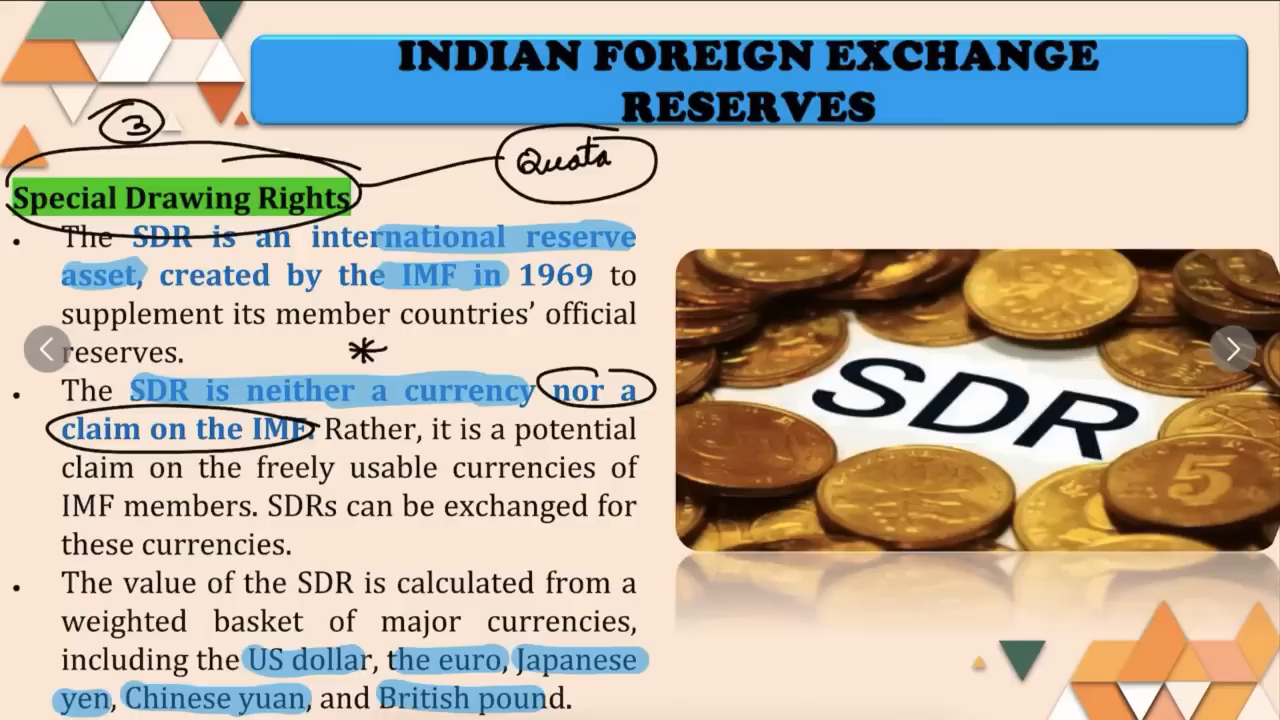 INDIAN FOREIGN EXCHANGE
RESERVES
3
Quota
Special Drawing Rights
• The SDR is an international reserve
asset, created by the IMF in 1969 to
supplement its member countries’ official
reserves.
*
• The SDR is neither a currency nor a
claim on the IMF. Rather, it is a potential
claim on the freely usable currencies of
IMF members. SDRs can be exchanged for
these currencies.
• The value of the SDR is calculated from a
weighted basket of major currencies,
including the US dollar, the euro, Japanese
yen, Chinese yuan, and British pound.
SDR
5